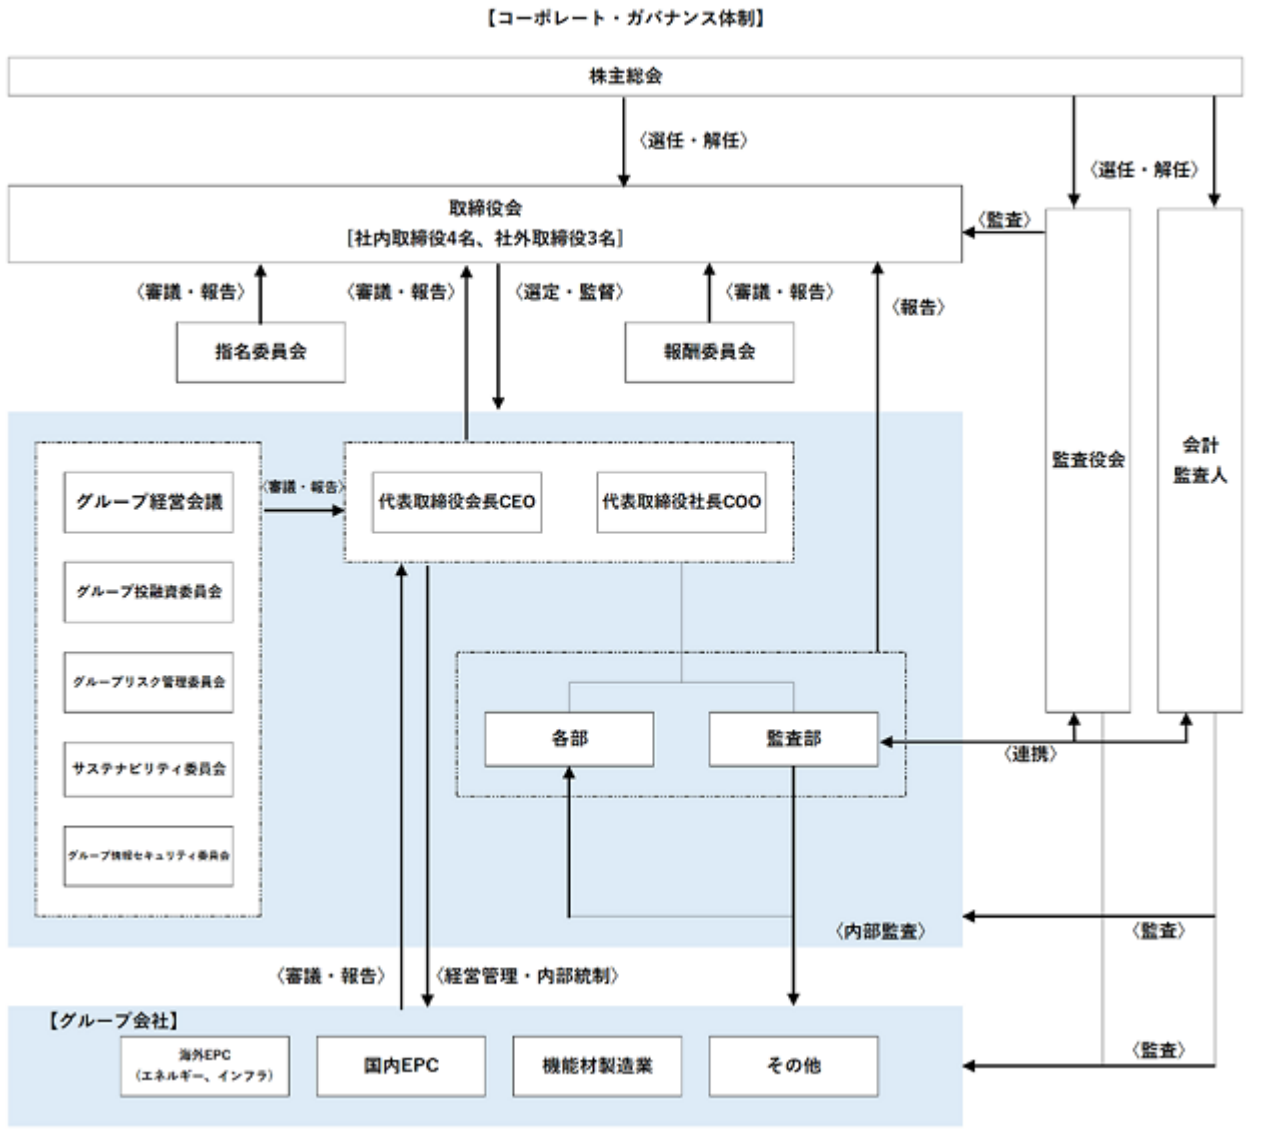 【コーポレート・ガバナンス体制】
株主総会
〈選任・解任〉
〈選任・解任〉
取締役会
[社内取締役4名、社外取締役3名]
〈監査〉
〈審議・報告〉
〈審議・報告〉
〈選定・監督〉
〈審議・報告〉
〈報告〉
指名委員会
報酬委員会
監査役会
会計
監査人
グループ経営会議
〈審議・報告〉
代表取締役会長CEO
代表取締役社長COO
グループ投融資委員会
グループリスク管理委員会
サステナビリティ委員会
グループ情報セキュリティ委員会
各部
監査部
〈連携〉
〈内部監査〉
〈監査〉
〈審議・報告〉
〈経営管理・内部統制〉
【グループ会社】
海外EPC
(エネルギー、インフラ)
国内EPC
機能材製造業
その他
〈監査〉